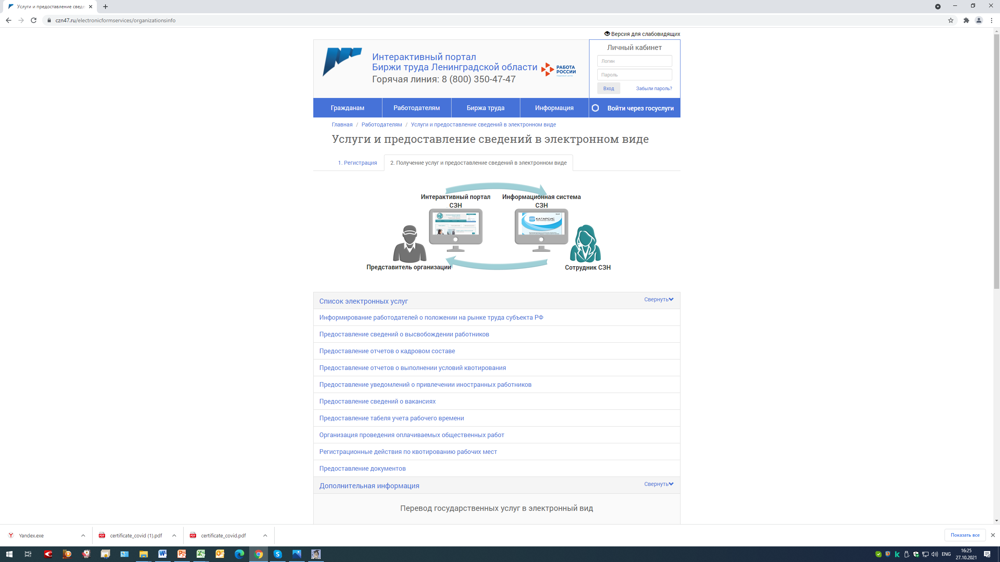 Услуги и предоставление сведе
czn47.ru/electronicformservices/organizationsinfo
Версия для слабовидящих
Интерактивный портал
Биржи труда Ленинградской области
Горячая линия: 8 (800) 350-47-47
РАБОТА
РОССИИ
Личный кабинет
Логин
Пароль
Вход
Забыли пароль?
Гражданам
Работодателям
Биржа труда
Информация
Войти через госуслуги
Главная / Работодателям / Услуги и предоставление сведений в электронном виде
Услуги и предоставление сведений в электронном виде
1. Регистрация
2. Получение услуг и предоставление сведений в электронном виде
Интерактивный портал
СЗН
Информационная система
СЗН
КАТАРСИС
Представитель организации
Сотрудник СЗН
Список электронных услуг
Свернуть
Информирование работодателей о положении на рынке труда субъекта РФ
Предоставление сведений о высвобождении работников
Предоставление отчетов о кадровом составе
Предоставление отчетов о выполнении условий квотирования
Предоставление уведомлений о привлечении иностранных работников
Предоставление сведений о вакансиях
Предоставление табеля учета рабочего времени
Организация проведения оплачиваемых общественных работ
Регистрационные действия по квотированию рабочих мест
Предоставление документов
Дополнительная информация
Свернуть
Перевод государственных услуг в электронный вид
Yandex.exe
certificate_covid (1).pdf
certificate_covid.pdf
Показать все
ENG
16:25
27.10.2021